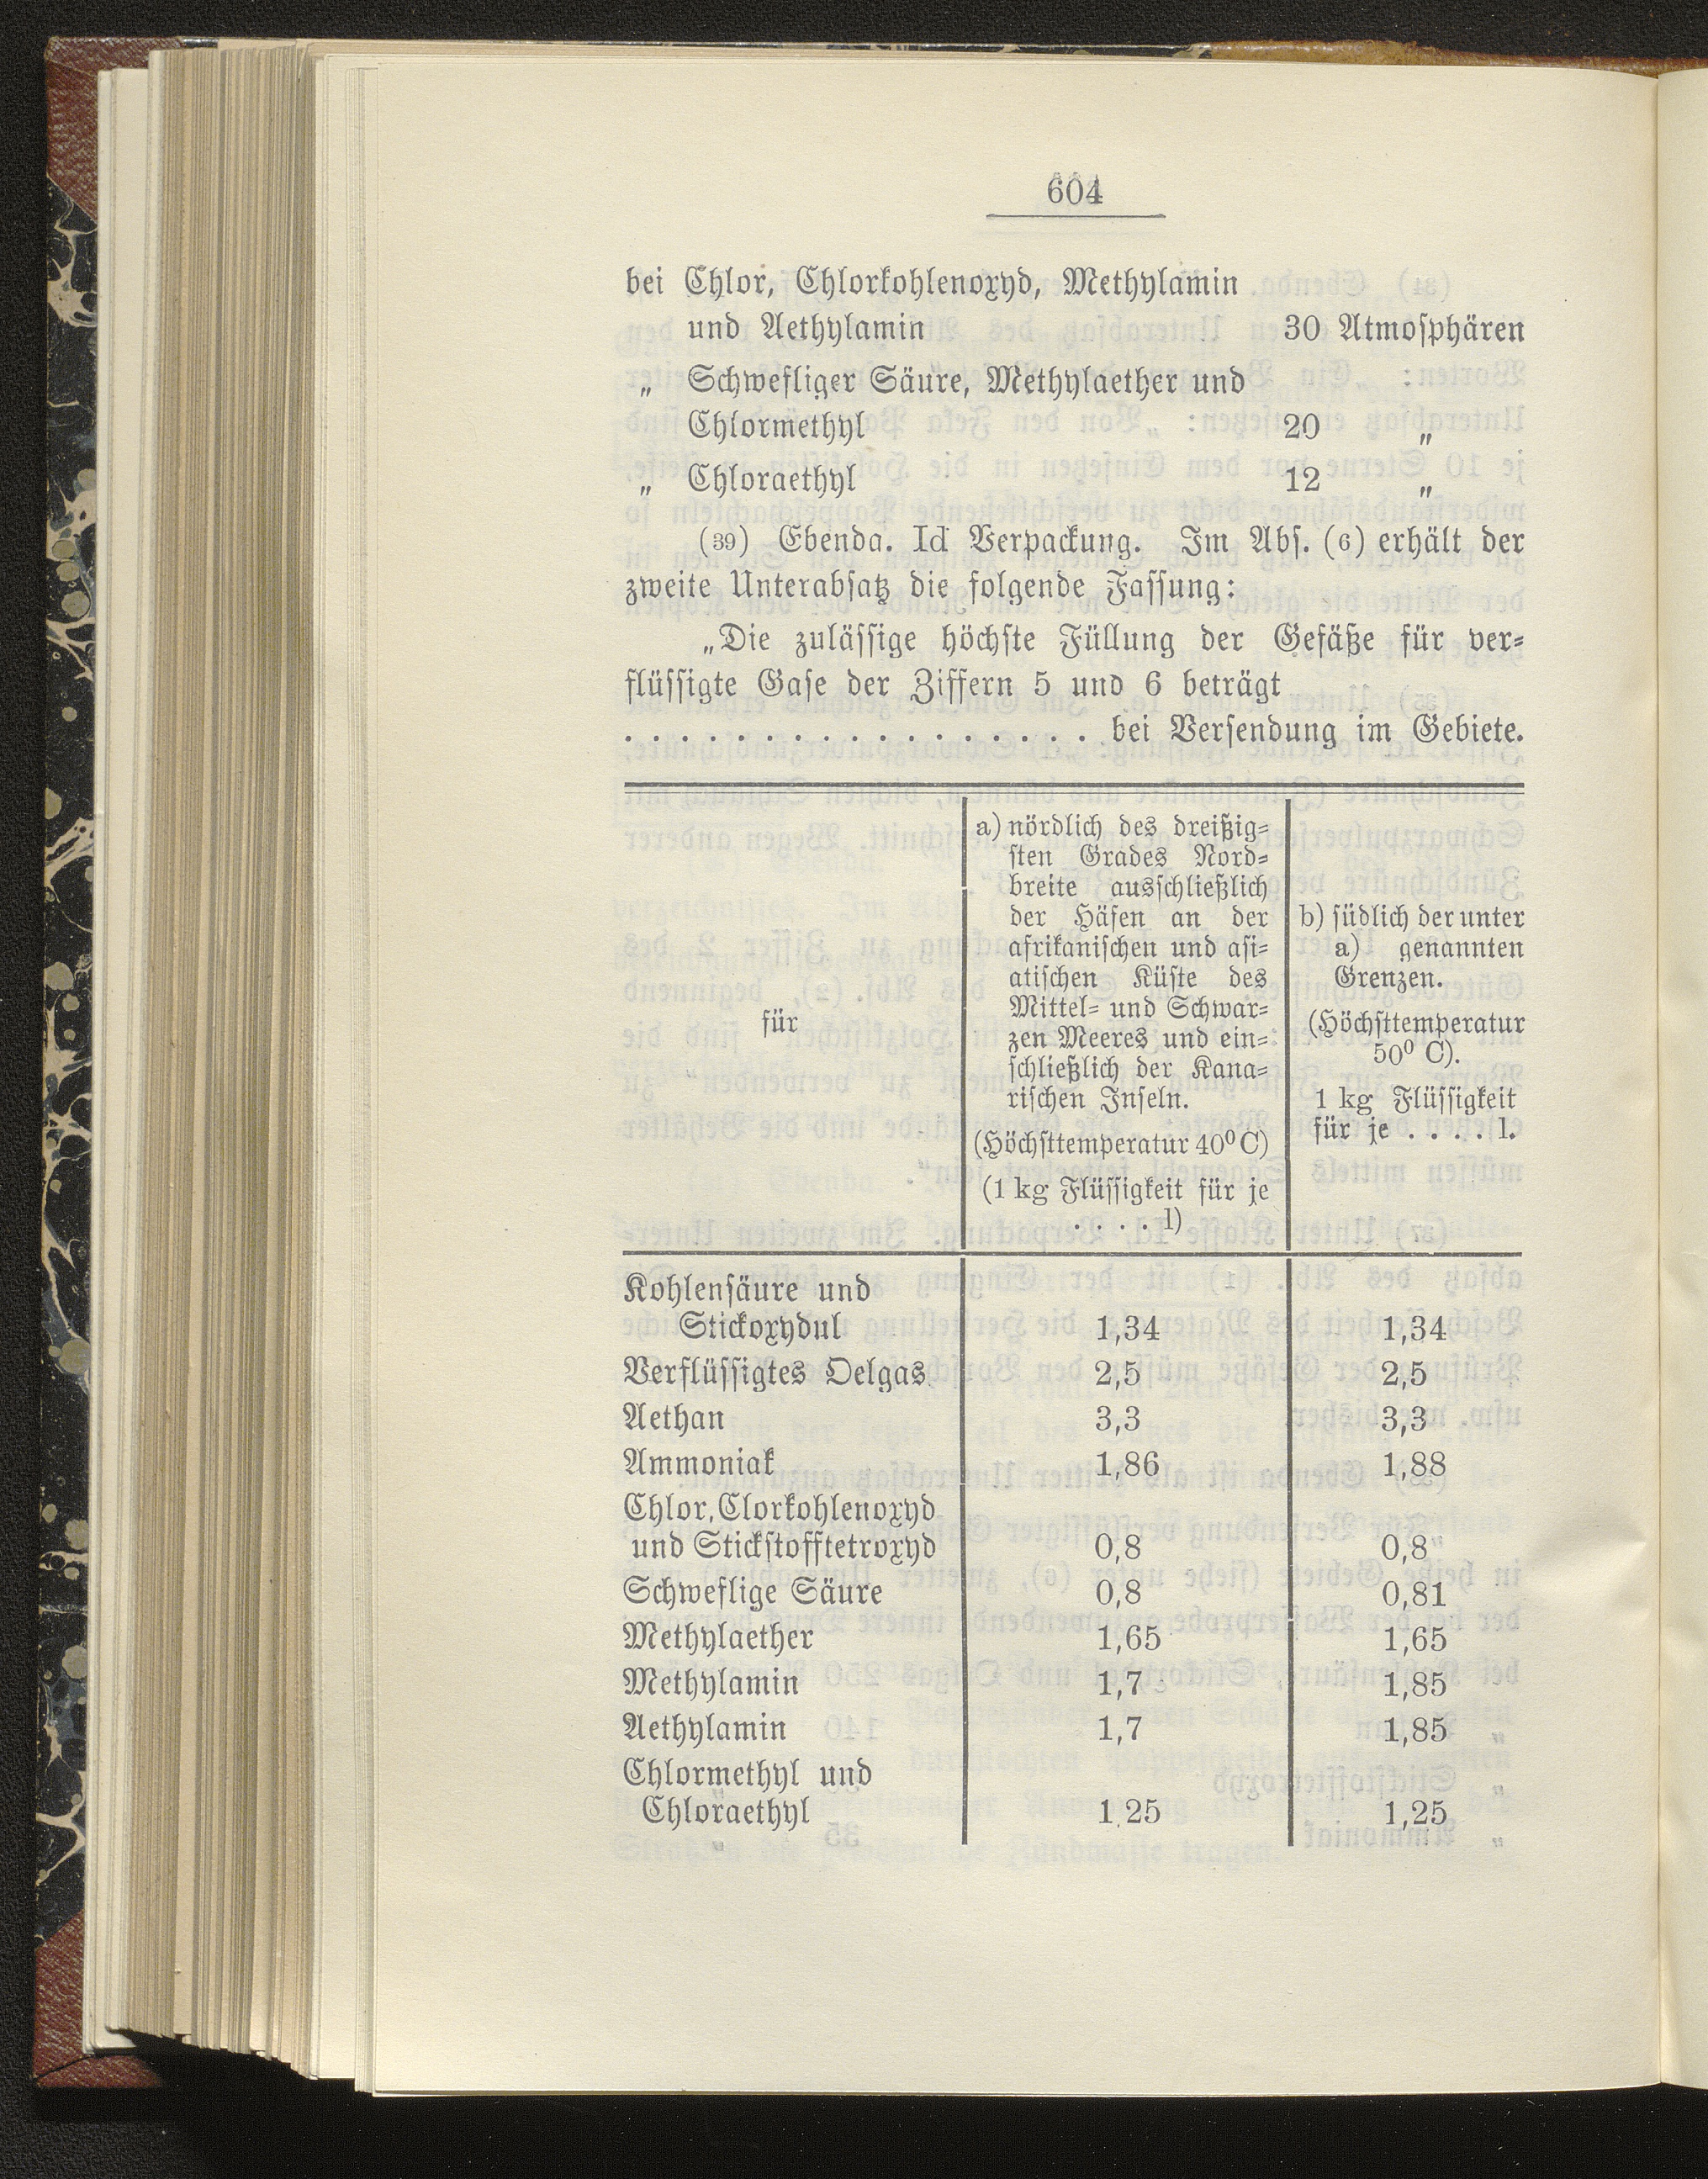 604
bei Chlor, Chlorkohlenoxyd, Methylamin
und Aethylamin 30 Atmosphären
„ Schwefliger Säure, Methylaether und
Chlormethyl 20 „
„ Chloraethyl 12 „
(39) Ebenda. Id Verpackung. Im Abs. (6) erhält der
zweite Unterabsatz die folgende Fassung:
„Die zulässige höchste Füllung der Gefäße für ver-
flüssigte Gase der Ziffern 5 und 6 beträgt
. . . . . . . . . . . . . . . . . bei Versendung im Gebiete.
für
a) nördlich des dreißig-
sten Grades Nord-
breite ausschließlich
der Häfen an der
afrikanischen und asi-
atischen Küste des
Mittel- und Schwar-
zen Meeres und ein-
schließlich der Kana-
rischen Inseln.
(Höchsttemperatur 40⁰ C)
(1 kg Flüssigkeit für je
. . . . l)
b) südlich der unter
a) genannten
Grenzen.
(Höchsttemperatur
50⁰ C).
1 kg Flüssigkeit
für je . . . . l.
Kohlensäure und
Stickoxydul 1,34 1,34
Verflüssigtes Oelgas 2,5 2,5
Aethan 3,3 3,3
Ammoniak 1,86 1,88
Chlor, Clorkohlenoxyd
und Stickstofftetroxyd 0,8 0,8
Schweflige Säure 0,8 0,81
Methylaether 1,65 1,65
Methylamin 1,7 1,85
Aethylamin 1,7 1,85
Chlormethyl und
Chloraethyl 1,25 1,25